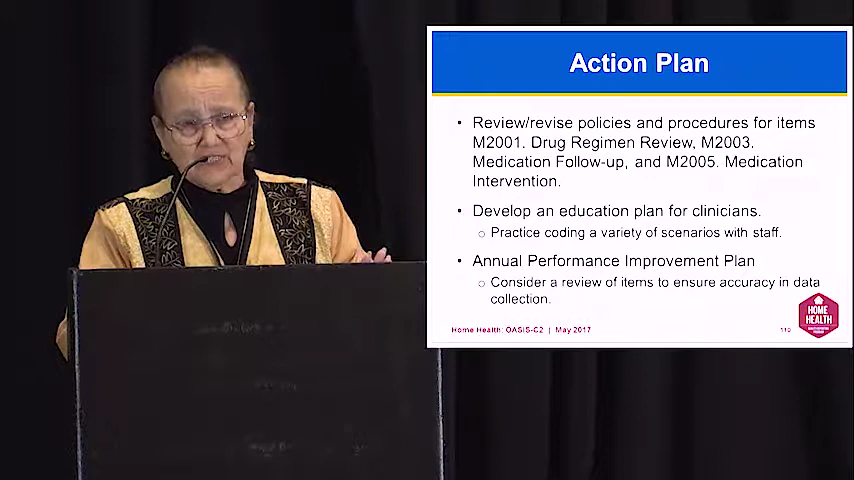 Action Plan
• Review/revise policies and procedures for items
M2001. Drug Regimen Review, M2003.
Medication Follow-up, and M2005. Medication
Intervention.
• Develop an education plan for clinicians.
o Practice coding a variety of scenarios with staff.
• Annual Performance Improvement Plan
o Consider a review of items to ensure accuracy in data
collection.
HOME
HEALTH
Home Health: OASIS-C2 | May 2017